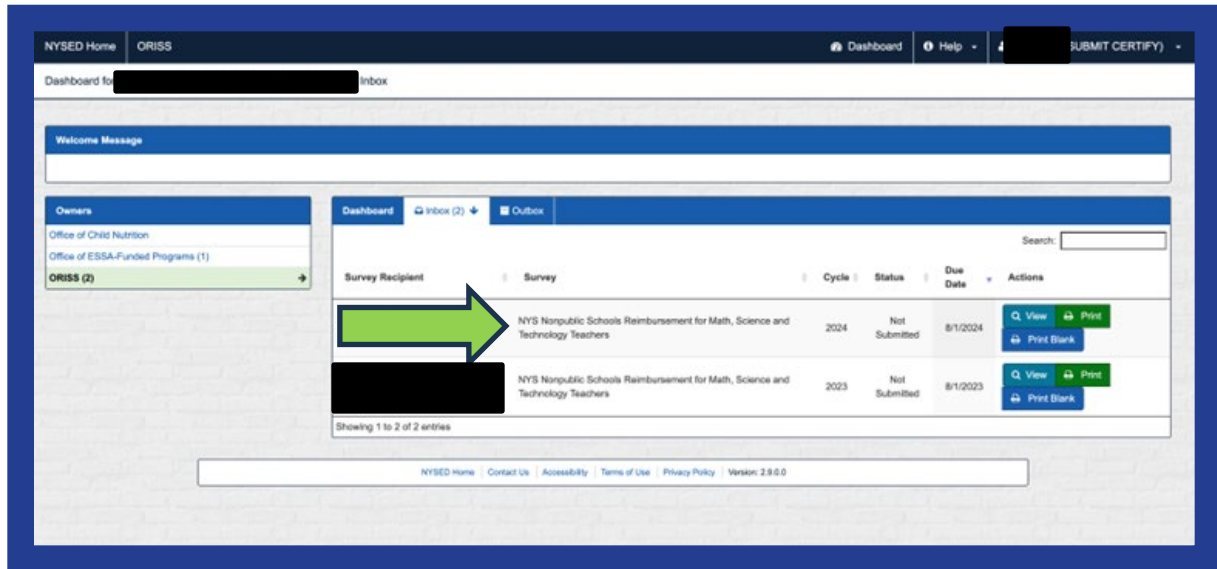 NYSED Home ORISS Dashboard Help SUBMIT CERTIFY)
Dashboard for Inbox
Welcome Message
Owners
Office of Child Nutrition
Office of ESSA-Funded Programs (1)
ORISS (2)
Dashboard Inbox (2) Outbox
Search:
Survey Recipient Survey Cycle Status Due Date Actions
NYS Nonpublic Schools Reimbursement for Math, Science and
Technology Teachers
2024
Not
Submitted
8/1/2024
View Print
Print Blank
NYS Nonpublic Schools Reimbursement for Math, Science and
Technology Teachers
2023
Not
Submitted
8/1/2023
View Print
Print Blank
Showing 1 to 2 of 2 entries
NYSED Home Contact Us Accessibility Terms of Use Privacy Policy Version: 2.9.0.0